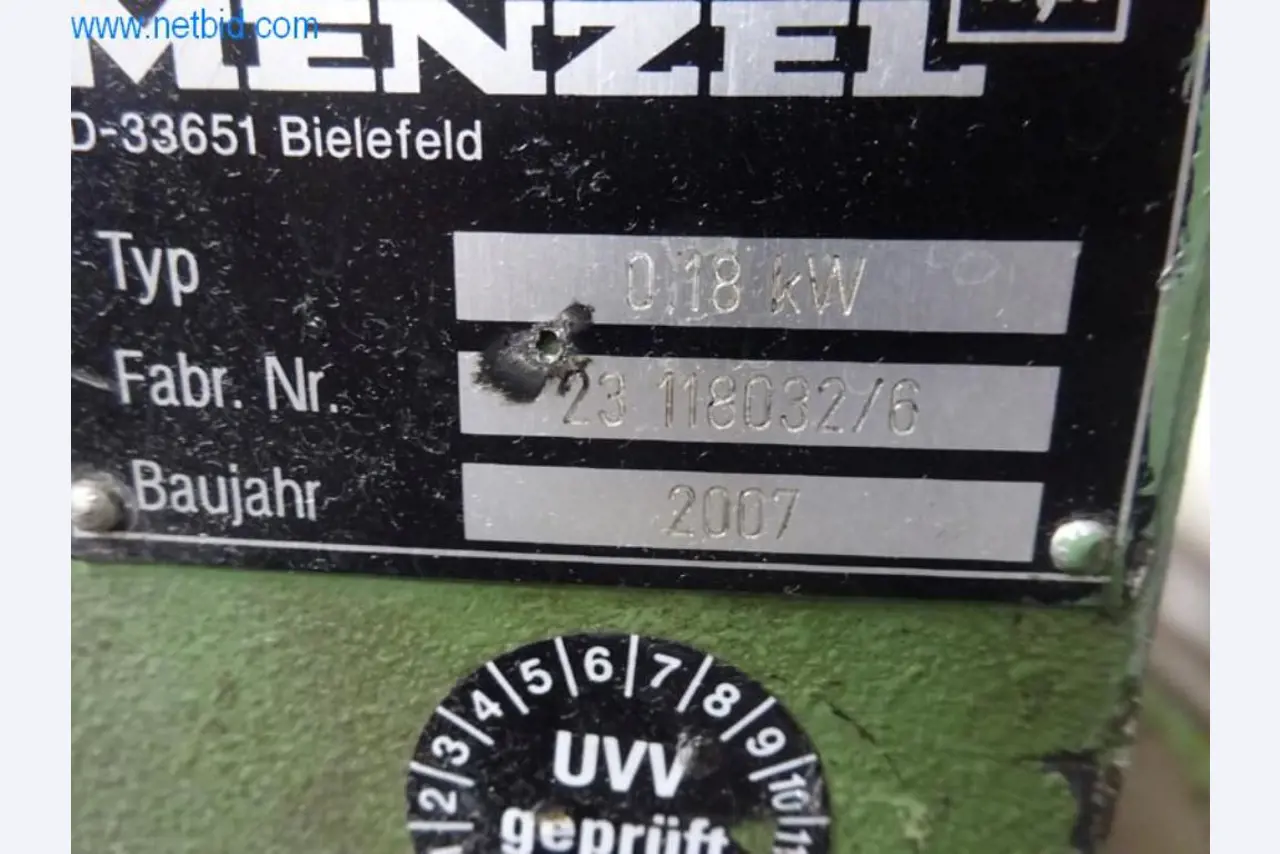 www.netbid.com
MENZEL
D-33651 Bielefeld
Typ 0,18 kW
Fabr. Nr. 23 118032/6
Baujahr 2007
2 3 4 5 6 7 8 9 10 11
UVV
geprüft